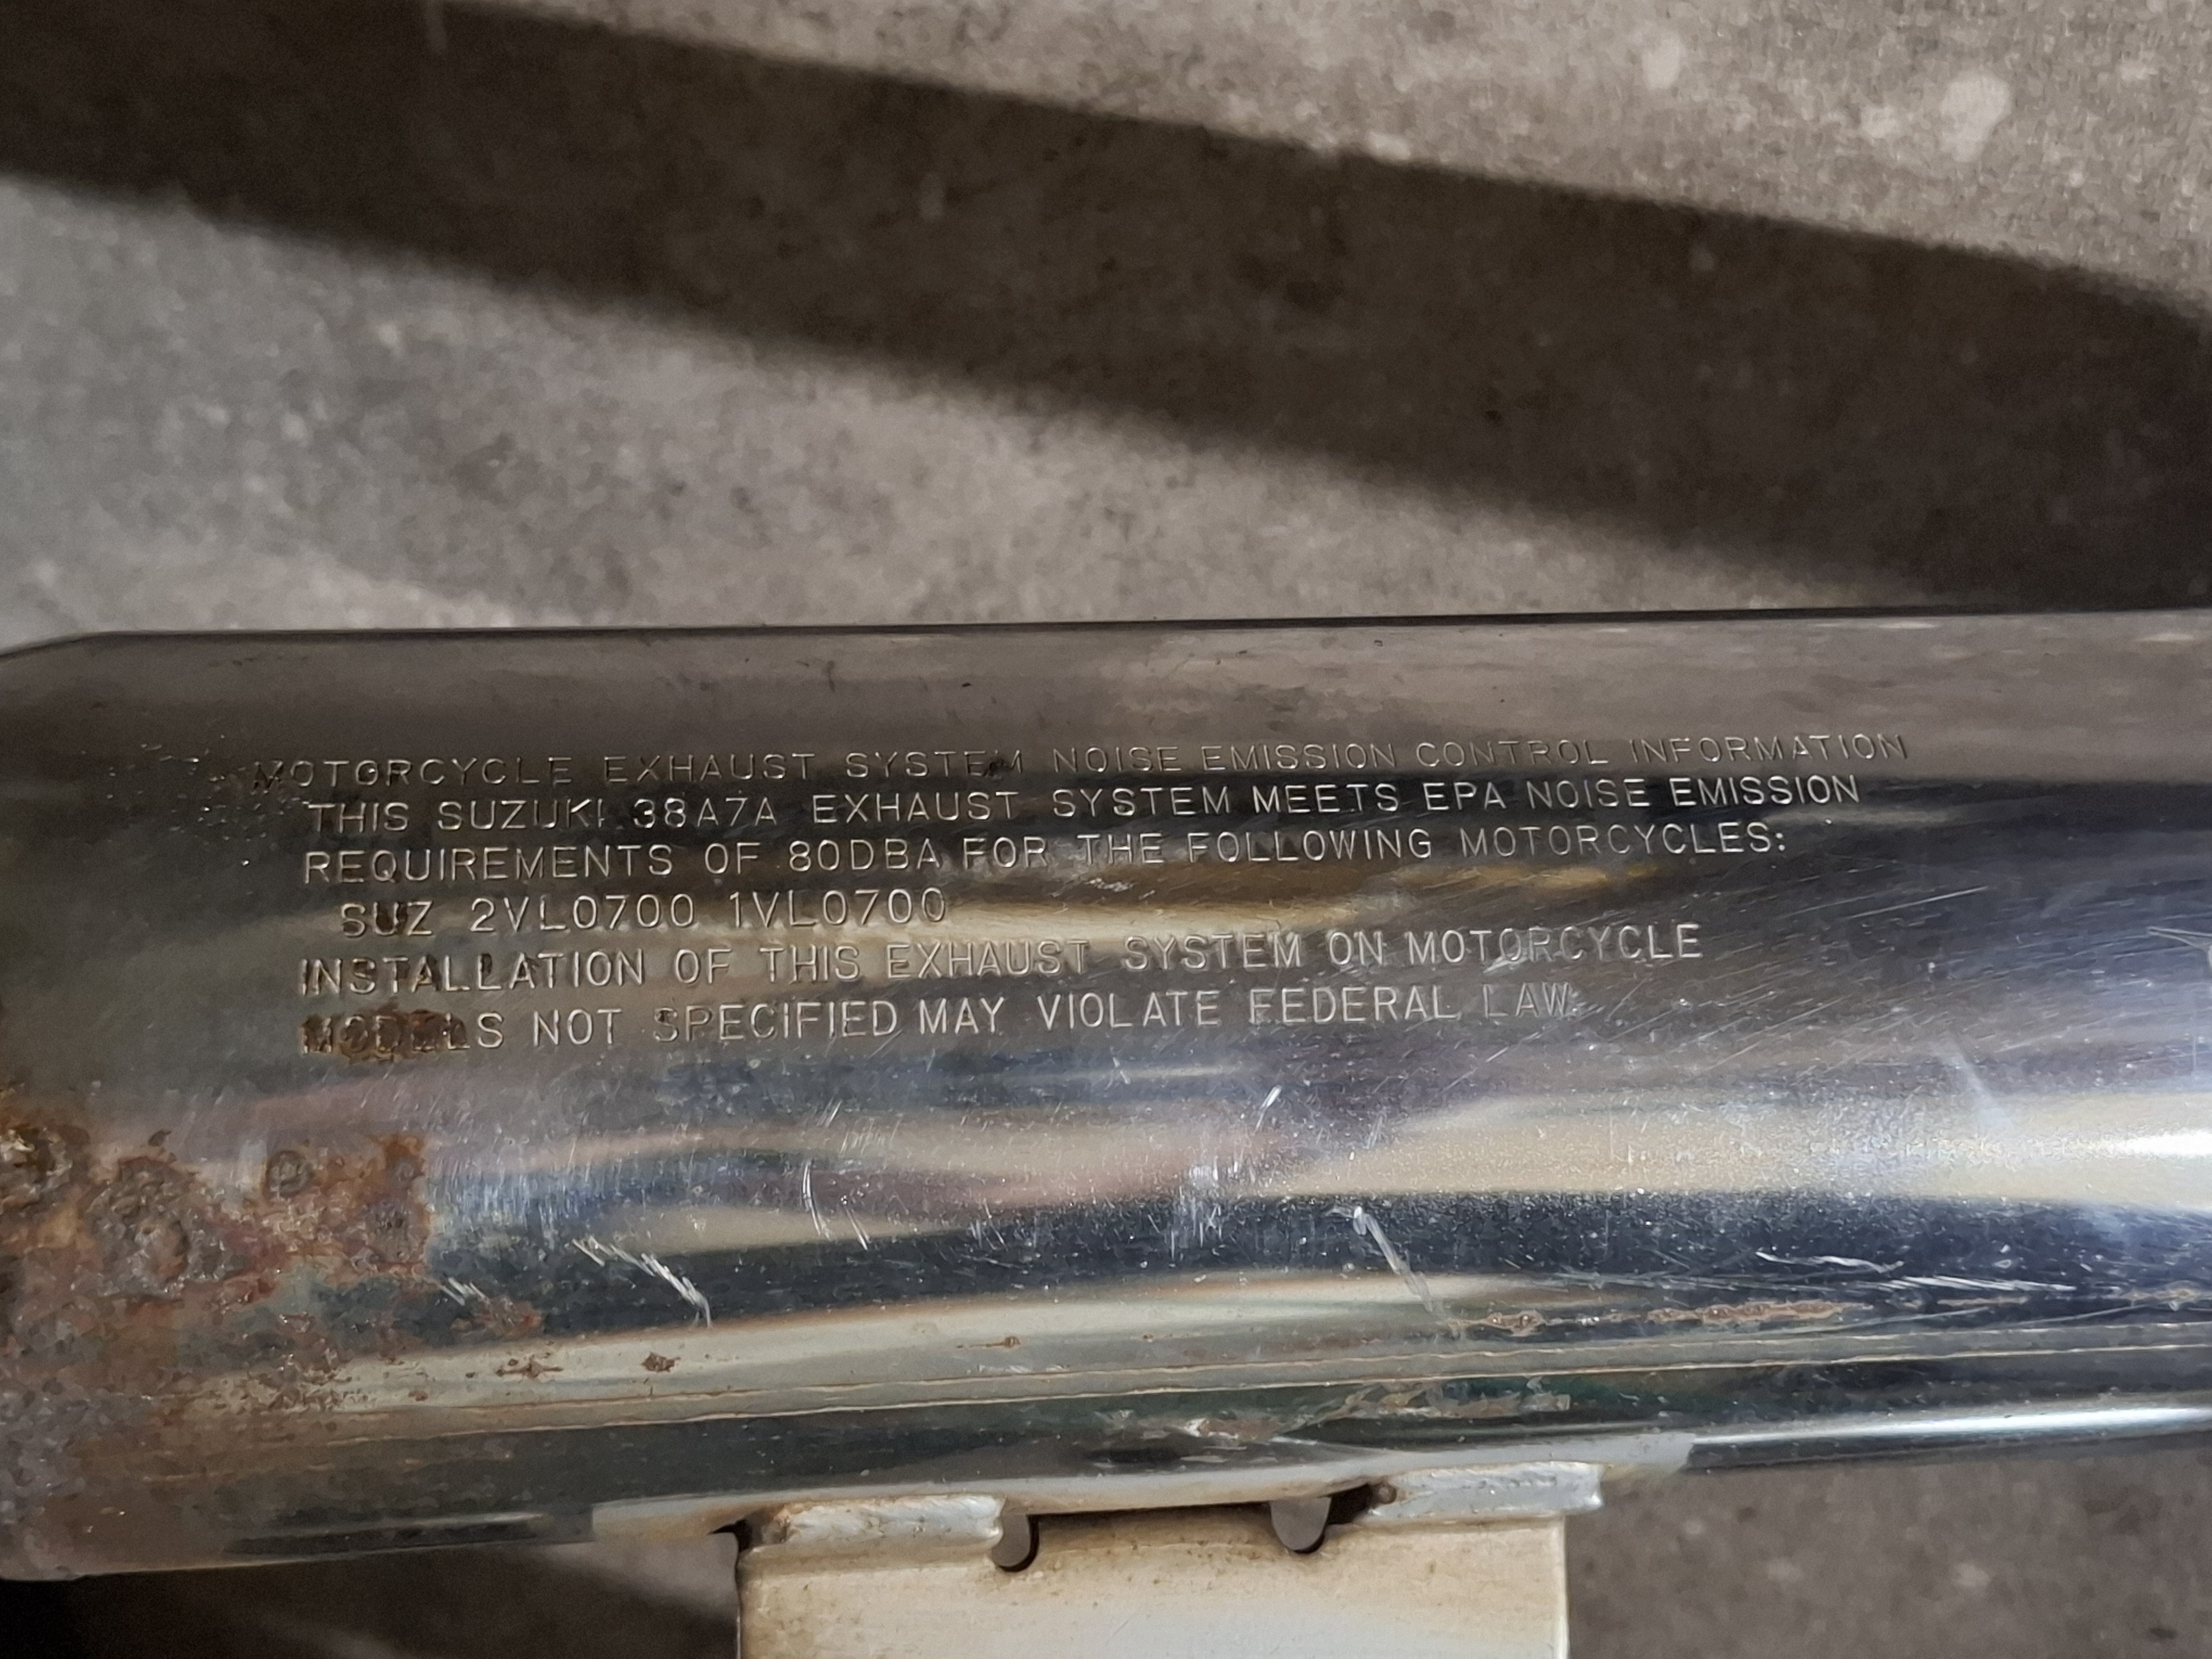 MOTORCYCLE EXHAUST SYSTEM NOISE EMISSION CONTROL INFORMATION
THIS SUZUKI 38A7A EXHAUST SYSTEM MEETS EPA NOISE EMISSION
REQUIREMENTS OF 80DBA FOR THE FOLLOWING MOTORCYCLES:
SUZ 2VL0700 1VL0700
INSTALLATION OF THIS EXHAUST SYSTEM ON MOTORCYCLE
MODELS NOT SPECIFIED MAY VIOLATE FEDERAL LAW.